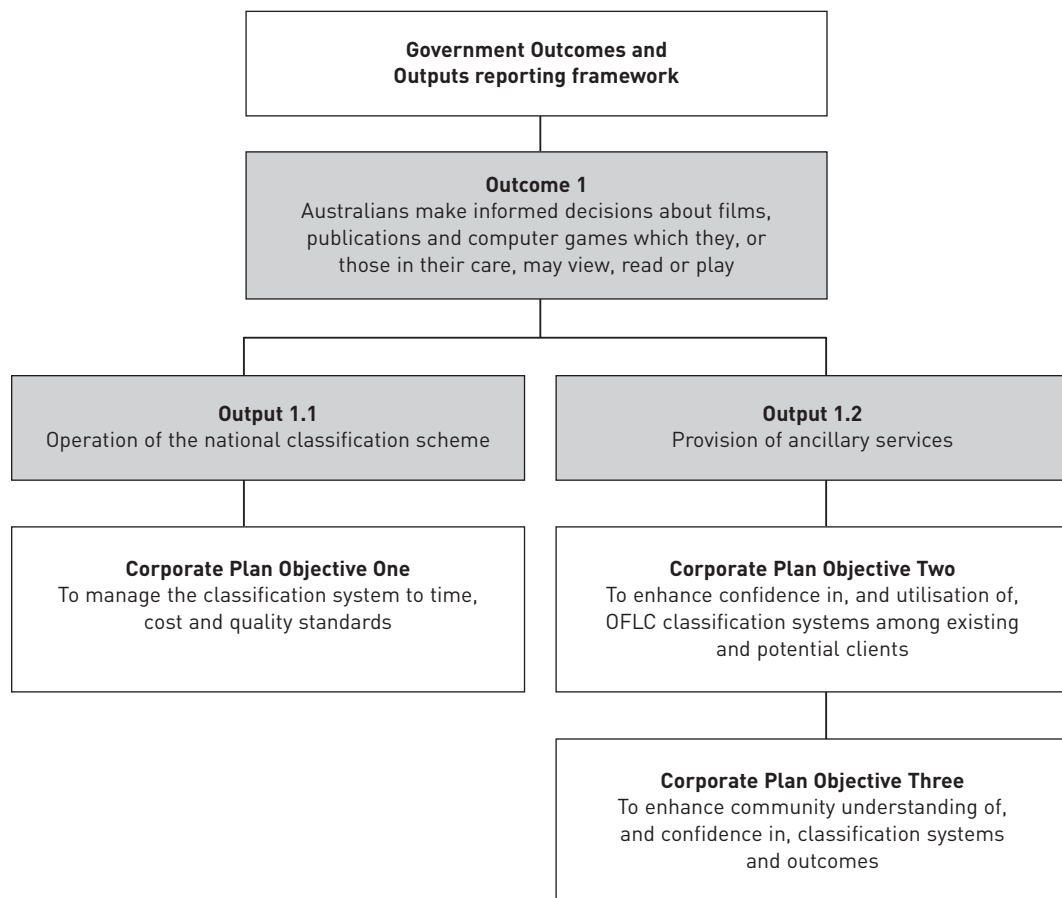 Government Outcomes and
Outputs reporting framework
Outcome 1
Australians make informed decisions about films,
publications and computer games which they, or
those in their care, may view, read or play
Output 1.1
Operation of the national classification scheme
Output 1.2
Provision of ancillary services
Corporate Plan Objective One
To manage the classification system to time,
cost and quality standards
Corporate Plan Objective Two
To enhance confidence in, and utilisation of,
OFLC classification systems among existing
and potential clients
Corporate Plan Objective Three
To enhance community understanding of,
and confidence in, classification systems
and outcomes